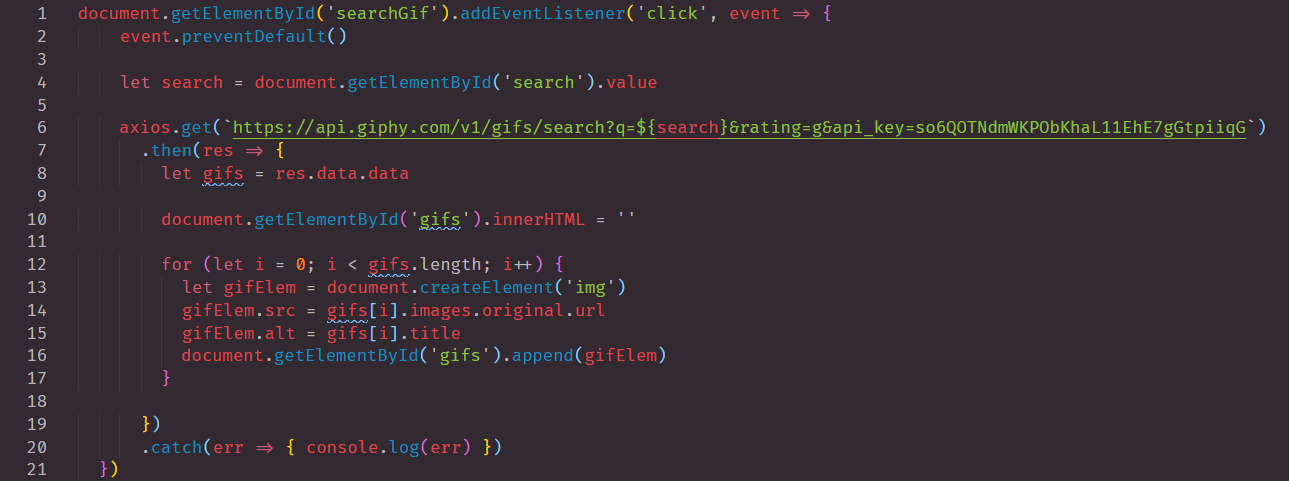 1 document.getElementById('searchGif').addEventListener('click', event => {
2 event.preventDefault()
3
4 let search = document.getElementById('search').value
5
6 axios.get(`https://api.giphy.com/v1/gifs/search?q=${search}&rating=g&api_key=so6QOTNdmWKPObKhaL11EhE7gGtpiiqG`)
7 .then(res => {
8 let gifs = res.data.data
9
10 document.getElementById('gifs').innerHTML = ''
11
12 for (let i = 0; i < gifs.length; i++) {
13 let gifElem = document.createElement('img')
14 gifElem.src = gifs[i].images.original.url
15 gifElem.alt = gifs[i].title
16 document.getElementById('gifs').append(gifElem)
17 }
18
19 })
20 .catch(err => { console.log(err) })
21 })